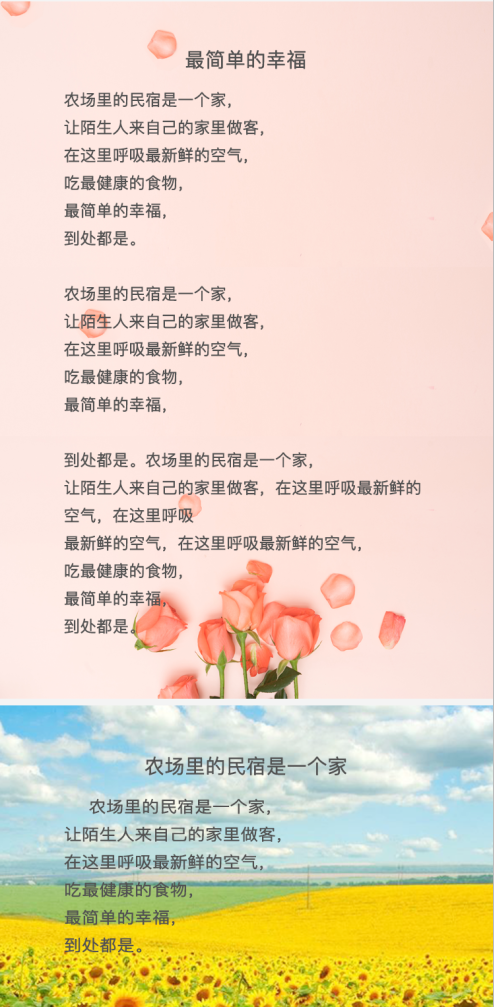 最简单的幸福
农场里的民宿是一个家，
让陌生人来自己的家里做客，
在这里呼吸最新鲜的空气，
吃最健康的食物，
最简单的幸福，
到处都是。
农场里的民宿是一个家，
让陌生人来自己的家里做客，
在这里呼吸最新鲜的空气，
吃最健康的食物，
最简单的幸福，
到处都是。农场里的民宿是一个家，
让陌生人来自己的家里做客，在这里呼吸最新鲜的
空气，在这里呼吸
最新鲜的空气，在这里呼吸最新鲜的空气，
吃最健康的食物，
最简单的幸福，
到处都是。
农场里的民宿是一个家
农场里的民宿是一个家，
让陌生人来自己的家里做客，
在这里呼吸最新鲜的空气，
吃最健康的食物，
最简单的幸福，
到处都是。